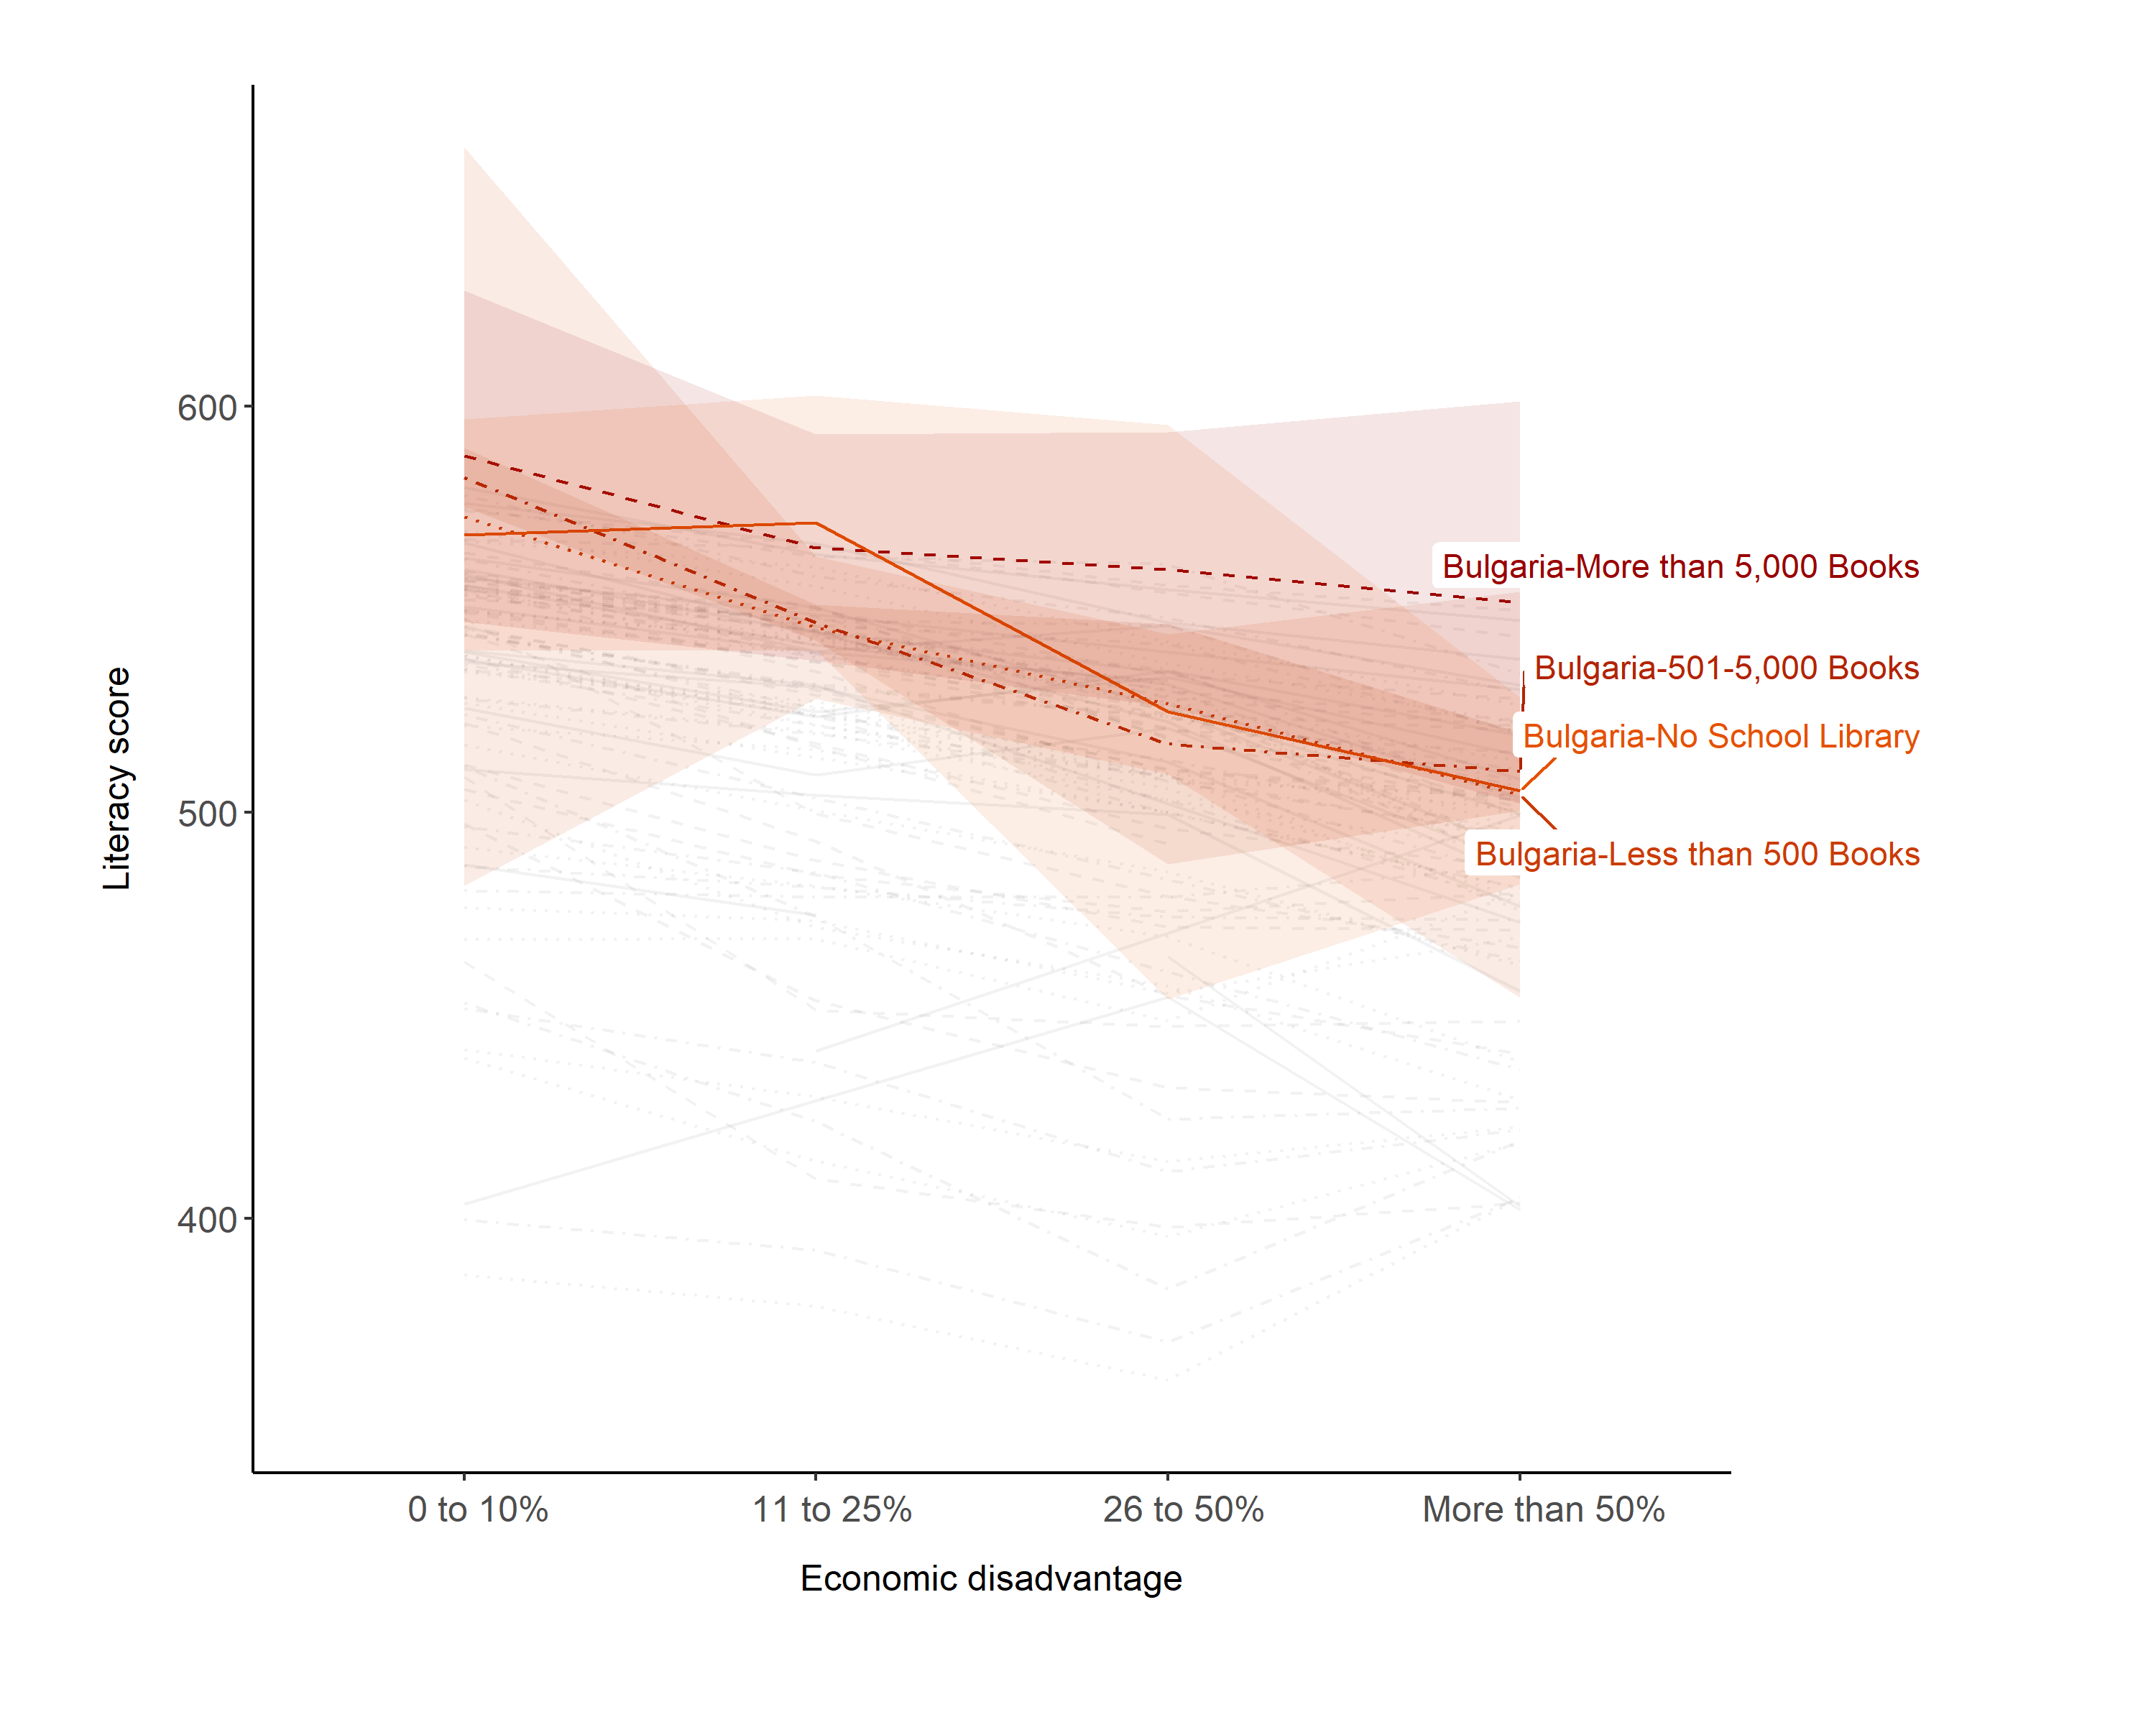 Literacy score
600
500
400
Bulgaria-More than 5,000 Books
Bulgaria-501-5,000 Books
Bulgaria-No School Library
Bulgaria-Less than 500 Books
0 to 10%
11 to 25%
26 to 50%
More than 50%
Economic disadvantage